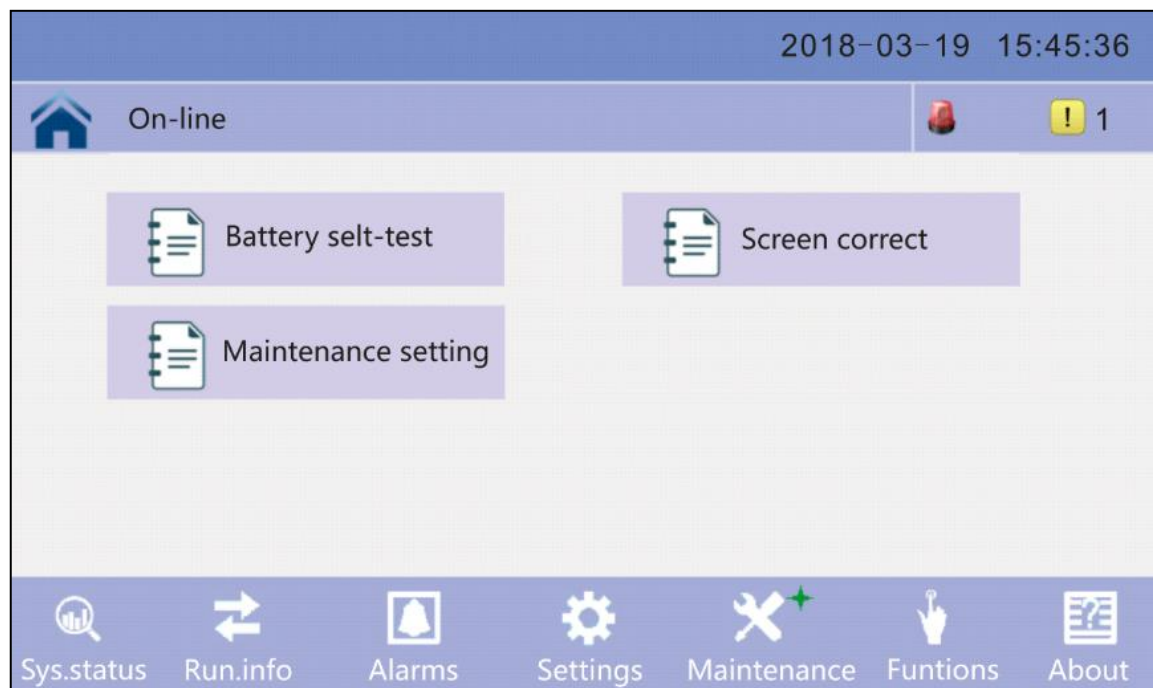 2018-03-19 15:45:36
On-line
! 1
Battery selt-test
Screen correct
Maintenance setting
Sys.status Run.info Alarms Settings Maintenance Funtions About